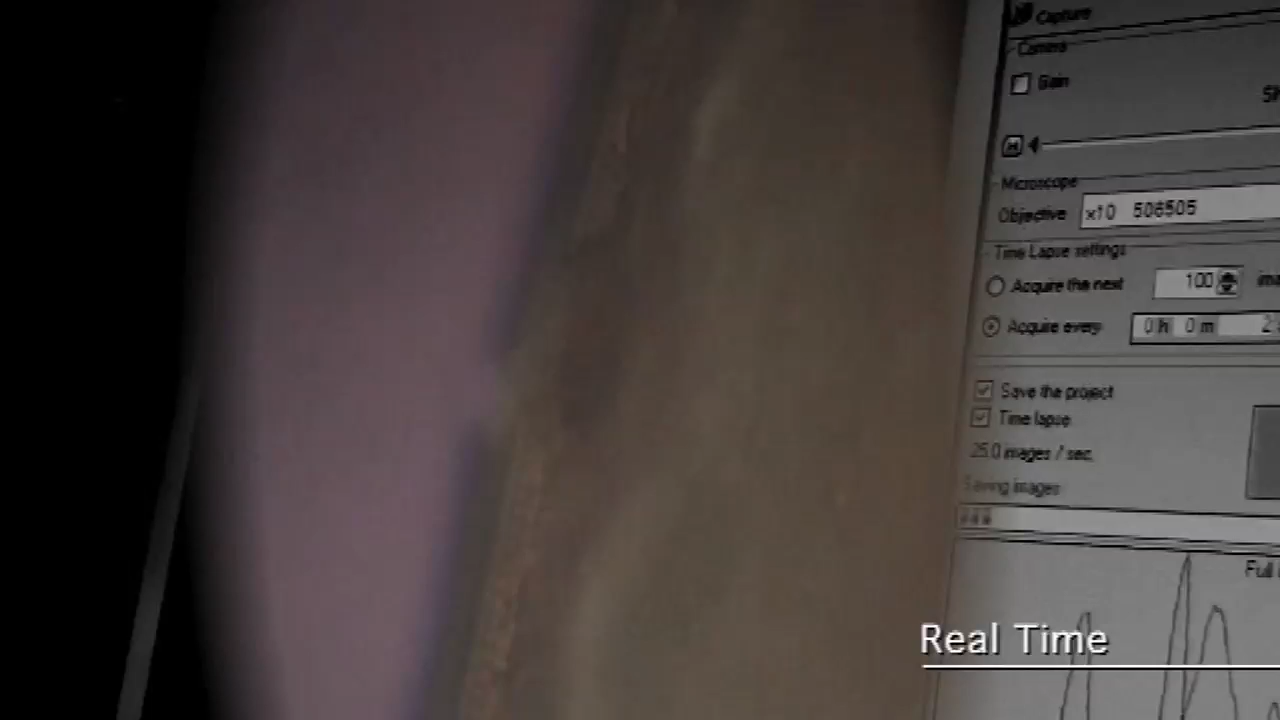 Capture
Camera
Gain
Microscope
Objective x10 506505
Time Lapse settings
Acquire the next 100
Acquire every 0 h 0 m
Save the project
Time lapse
25.0 images / sec.
Saving images
Full
Real Time